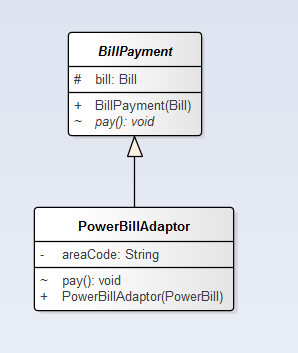 BillPayment
# bill: Bill
+ BillPayment(Bill)
~ pay(): void
PowerBillAdaptor
- areaCode: String
~ pay(): void
+ PowerBillAdaptor(PowerBill)